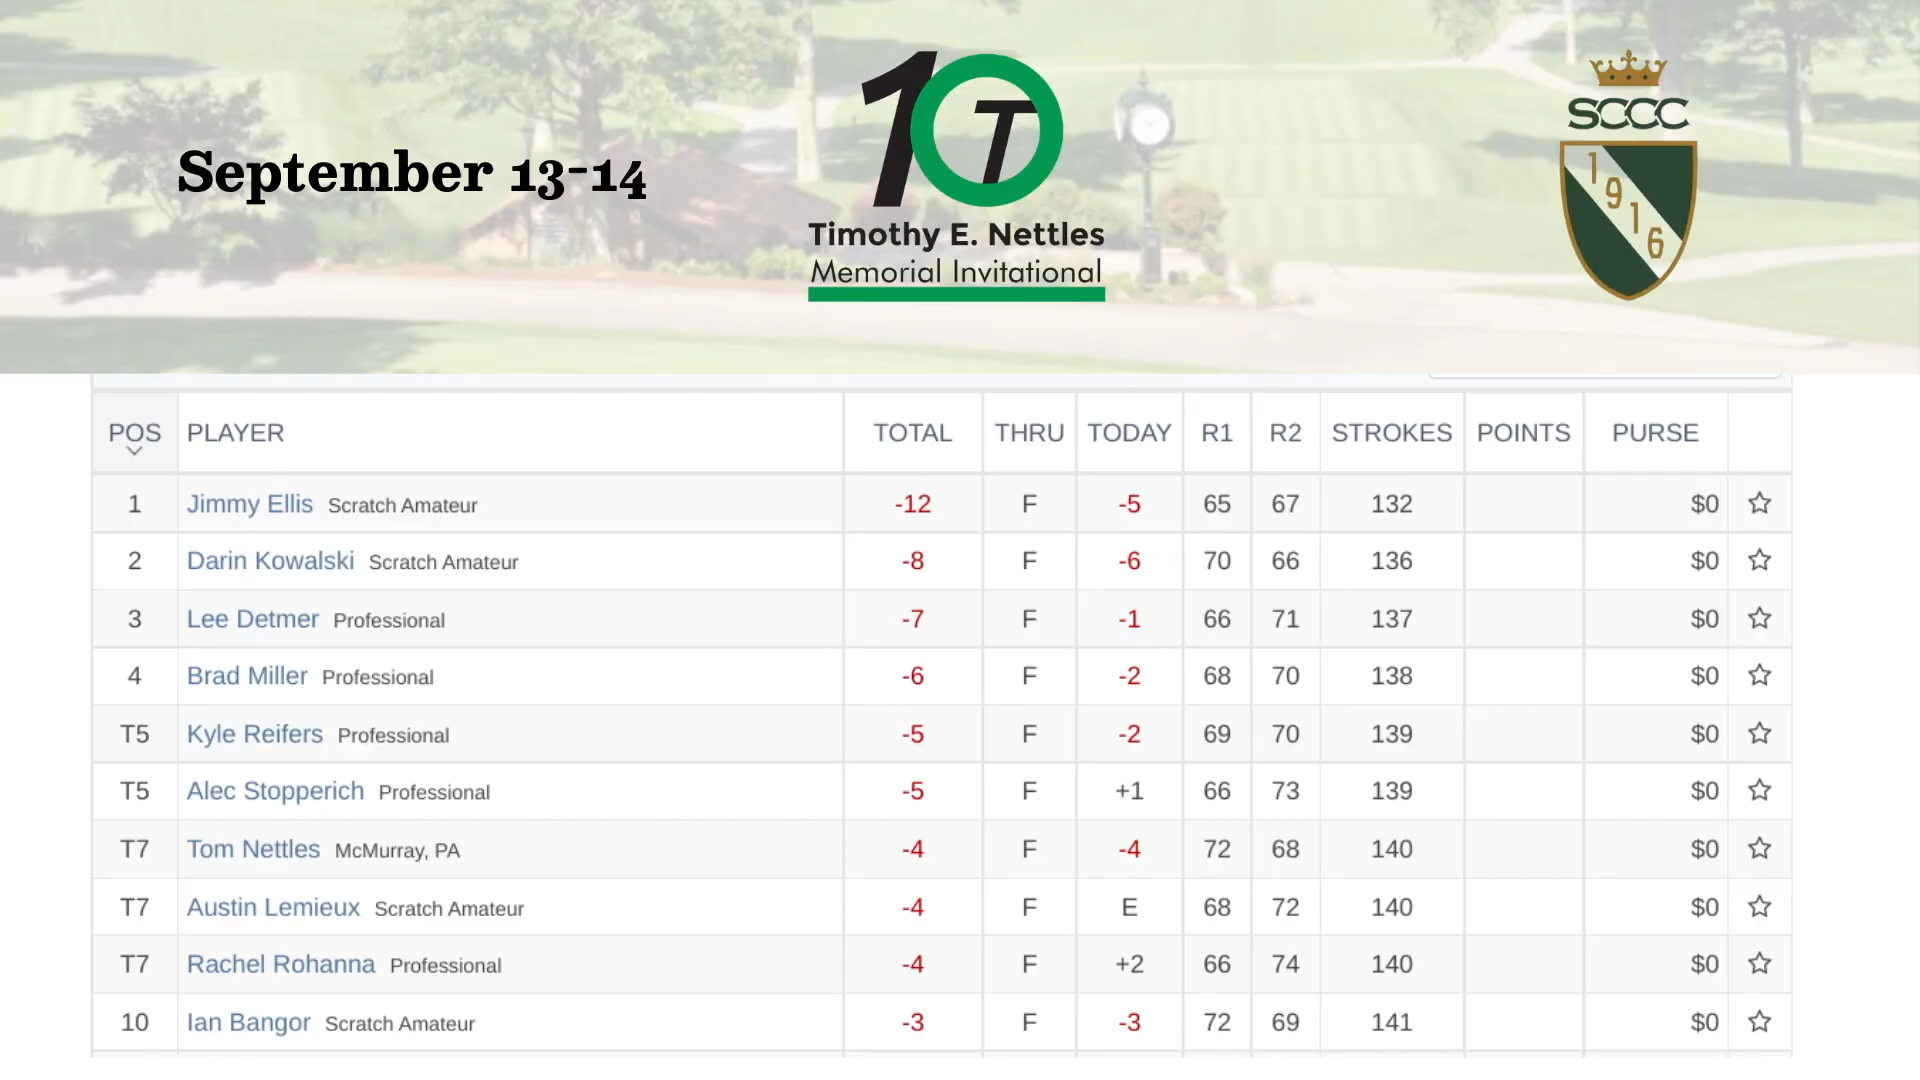 September 13-14
10
T
Timothy E. Nettles
Memorial Invitational
SCCC
1916
POS PLAYER TOTAL THRU TODAY R1 R2 STROKES POINTS PURSE
1 Jimmy Ellis Scratch Amateur -12 F -5 65 67 132 $0
2 Darin Kowalski Scratch Amateur -8 F -6 70 66 136 $0
3 Lee Detmer Professional -7 F -1 66 71 137 $0
4 Brad Miller Professional -6 F -2 68 70 138 $0
T5 Kyle Reifers Professional -5 F -2 69 70 139 $0
T5 Alec Stopperich Professional -5 F +1 66 73 139 $0
T7 Tom Nettles McMurray, PA -4 F -4 72 68 140 $0
T7 Austin Lemieux Scratch Amateur -4 F E 68 72 140 $0
T7 Rachel Rohanna Professional -4 F +2 66 74 140 $0
10 Ian Bangor Scratch Amateur -3 F -3 72 69 141 $0